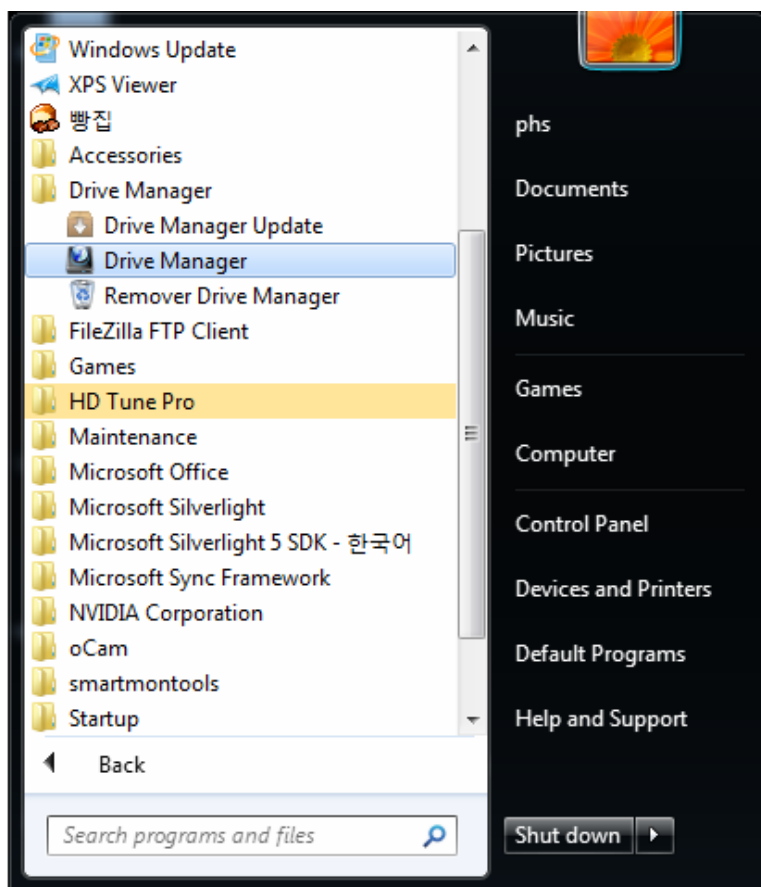 Windows Update
XPS Viewer
빵집
Accessories
Drive Manager
Drive Manager Update
Drive Manager
Remover Drive Manager
FileZilla FTP Client
Games
HD Tune Pro
Maintenance
Microsoft Office
Microsoft Silverlight
Microsoft Silverlight 5 SDK - 한국어
Microsoft Sync Framework
NVIDIA Corporation
oCam
smartmontools
Startup
Back
Search programs and files
phs
Documents
Pictures
Music
Games
Computer
Control Panel
Devices and Printers
Default Programs
Help and Support
Shut down